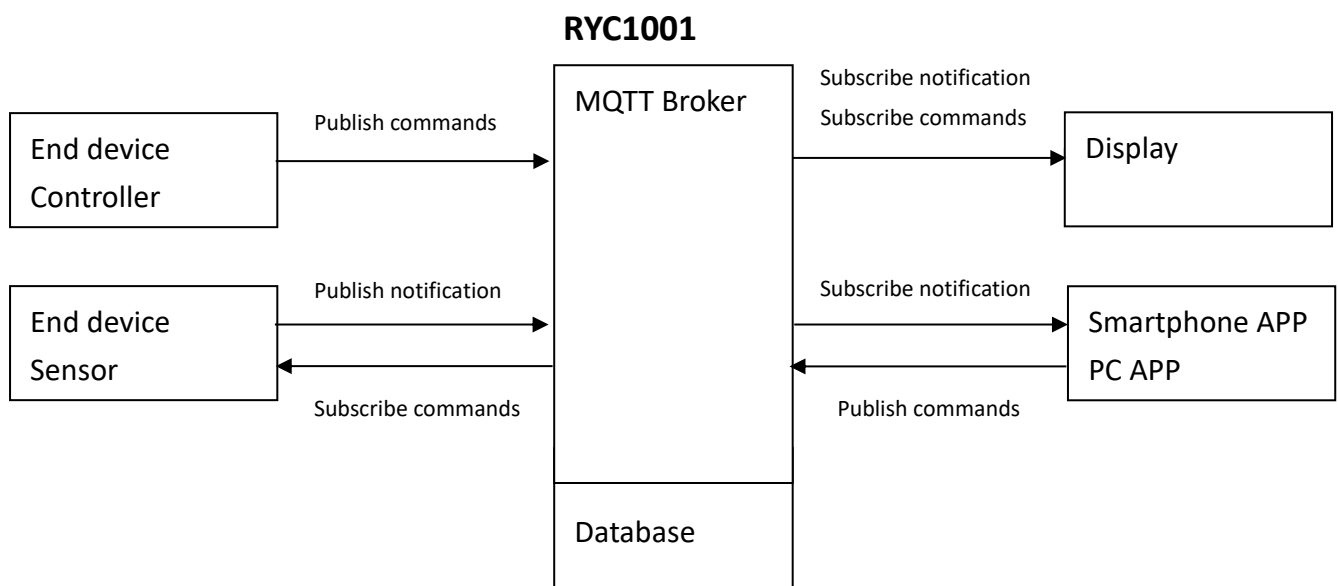 RYC1001
MQTT Broker
Subscribe notification
Subscribe commands
Publish commands
End device
Controller
Display
Publish notification
Subscribe notification
End device
Sensor
Smartphone APP
PC APP
Subscribe commands
Publish commands
Database